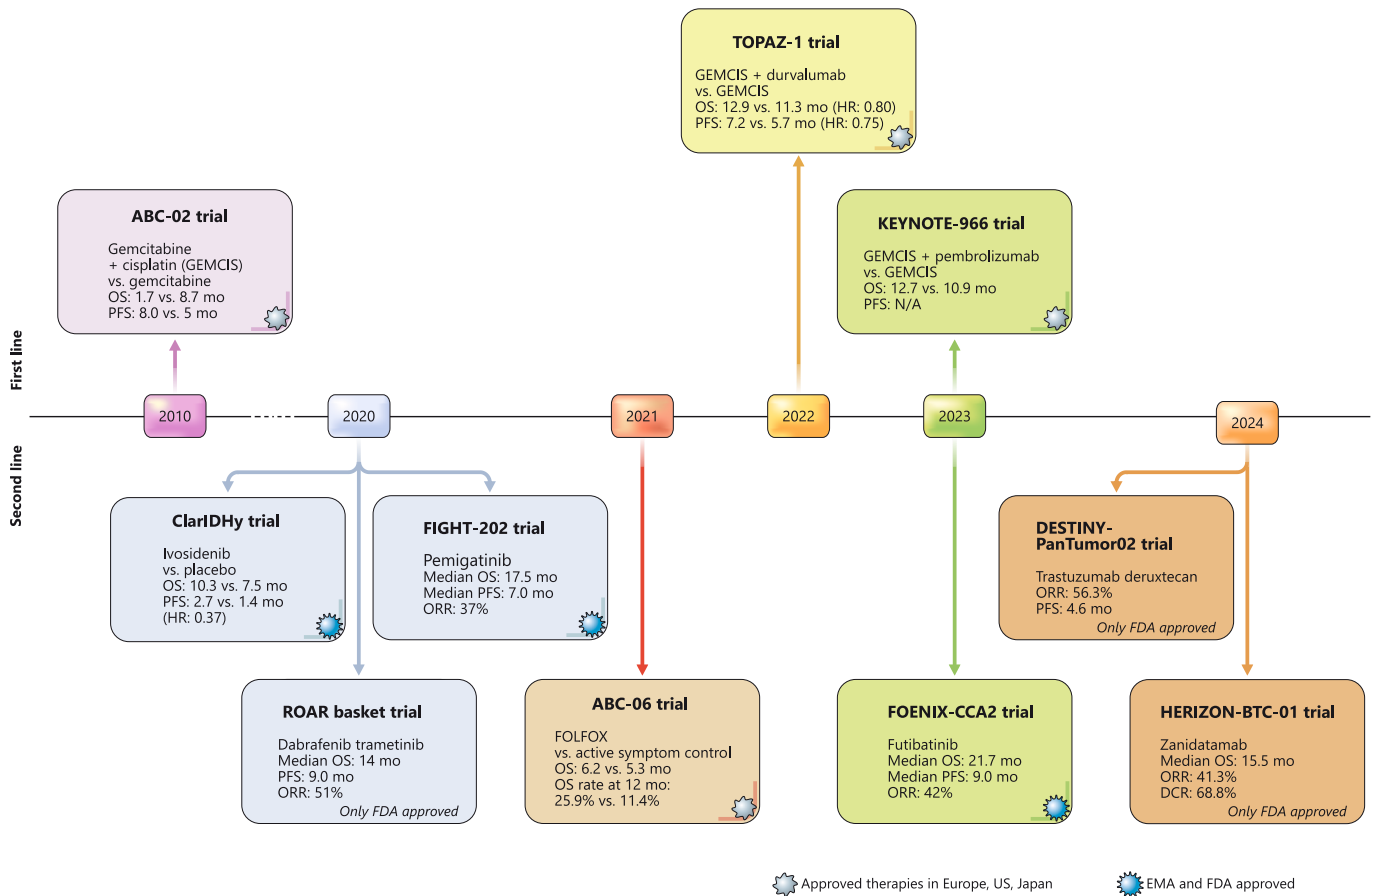 TOPAZ-1 trial
GEMCIS + durvalumab
vs. GEMCIS
OS: 12.9 vs. 11.3 mo (HR: 0.80)
PFS: 7.2 vs. 5.7 mo (HR: 0.75)
ABC-02 trial
Gemcitabine
+ cisplatin (GEMCIS)
vs. gemcitabine
OS: 1.7 vs. 8.7 mo
PFS: 8.0 vs. 5 mo
KEYNOTE-966 trial
GEMCIS + pembrolizumab
vs. GEMCIS
OS: 12.7 vs. 10.9 mo
PFS: N/A
First line
2010
2020
2021
2022
2023
2024
Second line
ClarIDHy trial
Ivosidenib
vs. placebo
OS: 10.3 vs. 7.5 mo
PFS: 2.7 vs. 1.4 mo
(HR: 0.37)
FIGHT-202 trial
Pemigatinib
Median OS: 17.5 mo
Median PFS: 7.0 mo
ORR: 37%
DESTINY-
PanTumor02 trial
Trastuzumab deruxtecan
ORR: 56.3%
PFS: 4.6 mo
Only FDA approved
ROAR basket trial
Dabrafenib trametinib
Median OS: 14 mo
PFS: 9.0 mo
ORR: 51%
Only FDA approved
ABC-06 trial
FOLFOX
vs. active symptom control
OS: 6.2 vs. 5.3 mo
OS rate at 12 mo:
25.9% vs. 11.4%
FOENIX-CCA2 trial
Futibatinib
Median OS: 21.7 mo
Median PFS: 9.0 mo
ORR: 42%
HERIZON-BTC-01 trial
Zanidatamab
Median OS: 15.5 mo
ORR: 41.3%
DCR: 68.8%
Only FDA approved
Approved therapies in Europe, US, Japan
EMA and FDA approved